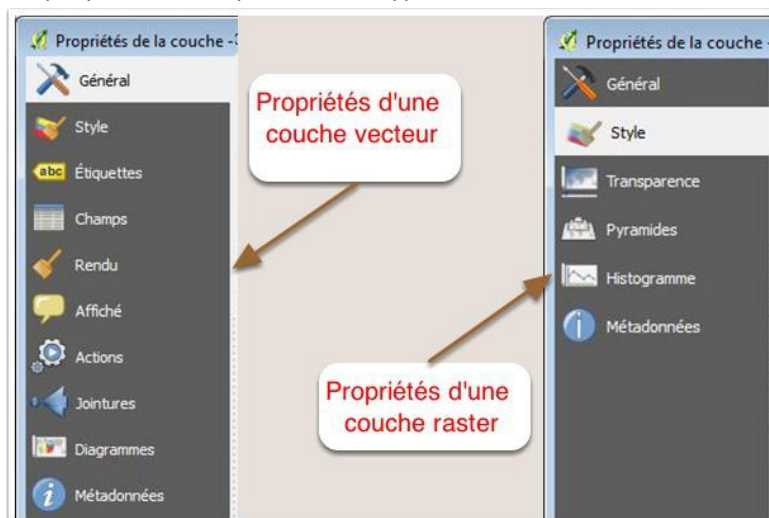 Propriétés de la couche -
Général
Style
abc Étiquettes
Champs
Rendu
Affiché
Actions
Jointures
Diagrammes
Métadonnées
Propriétés d'une
couche vecteur
Propriétés d'une
couche raster
Propriétés de la couche -
Général
Style
Transparence
Pyramides
Histogramme
Métadonnées